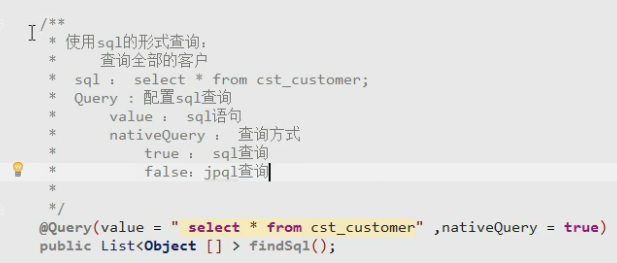 /**
 * 使用sql的形式查询：
 *     查询全部的客户
 *  sql ： select * from cst_customer;
 *  Query : 配置sql查询
 *      value ： sql语句
 *      nativeQuery ： 查询方式
 *          true ： sql查询
 *          false：jpql查询
 *
 */
@Query(value = " select * from cst_customer" ,nativeQuery = true)
public List<Object [] > findSql();